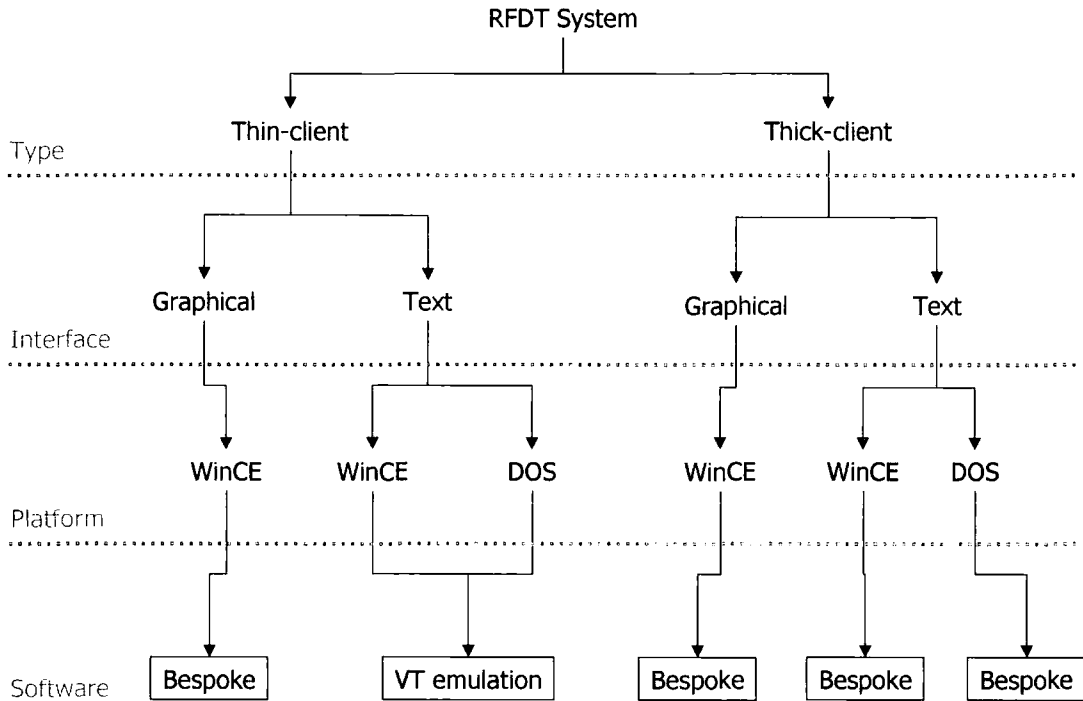 RFDT System
Thin-client
Thick-client
Type
Graphical
Text
Graphical
Text
Interface
WinCE
WinCE
DOS
WinCE
WinCE
DOS
Platform
Bespoke
VT emulation
Bespoke
Bespoke
Bespoke
Software